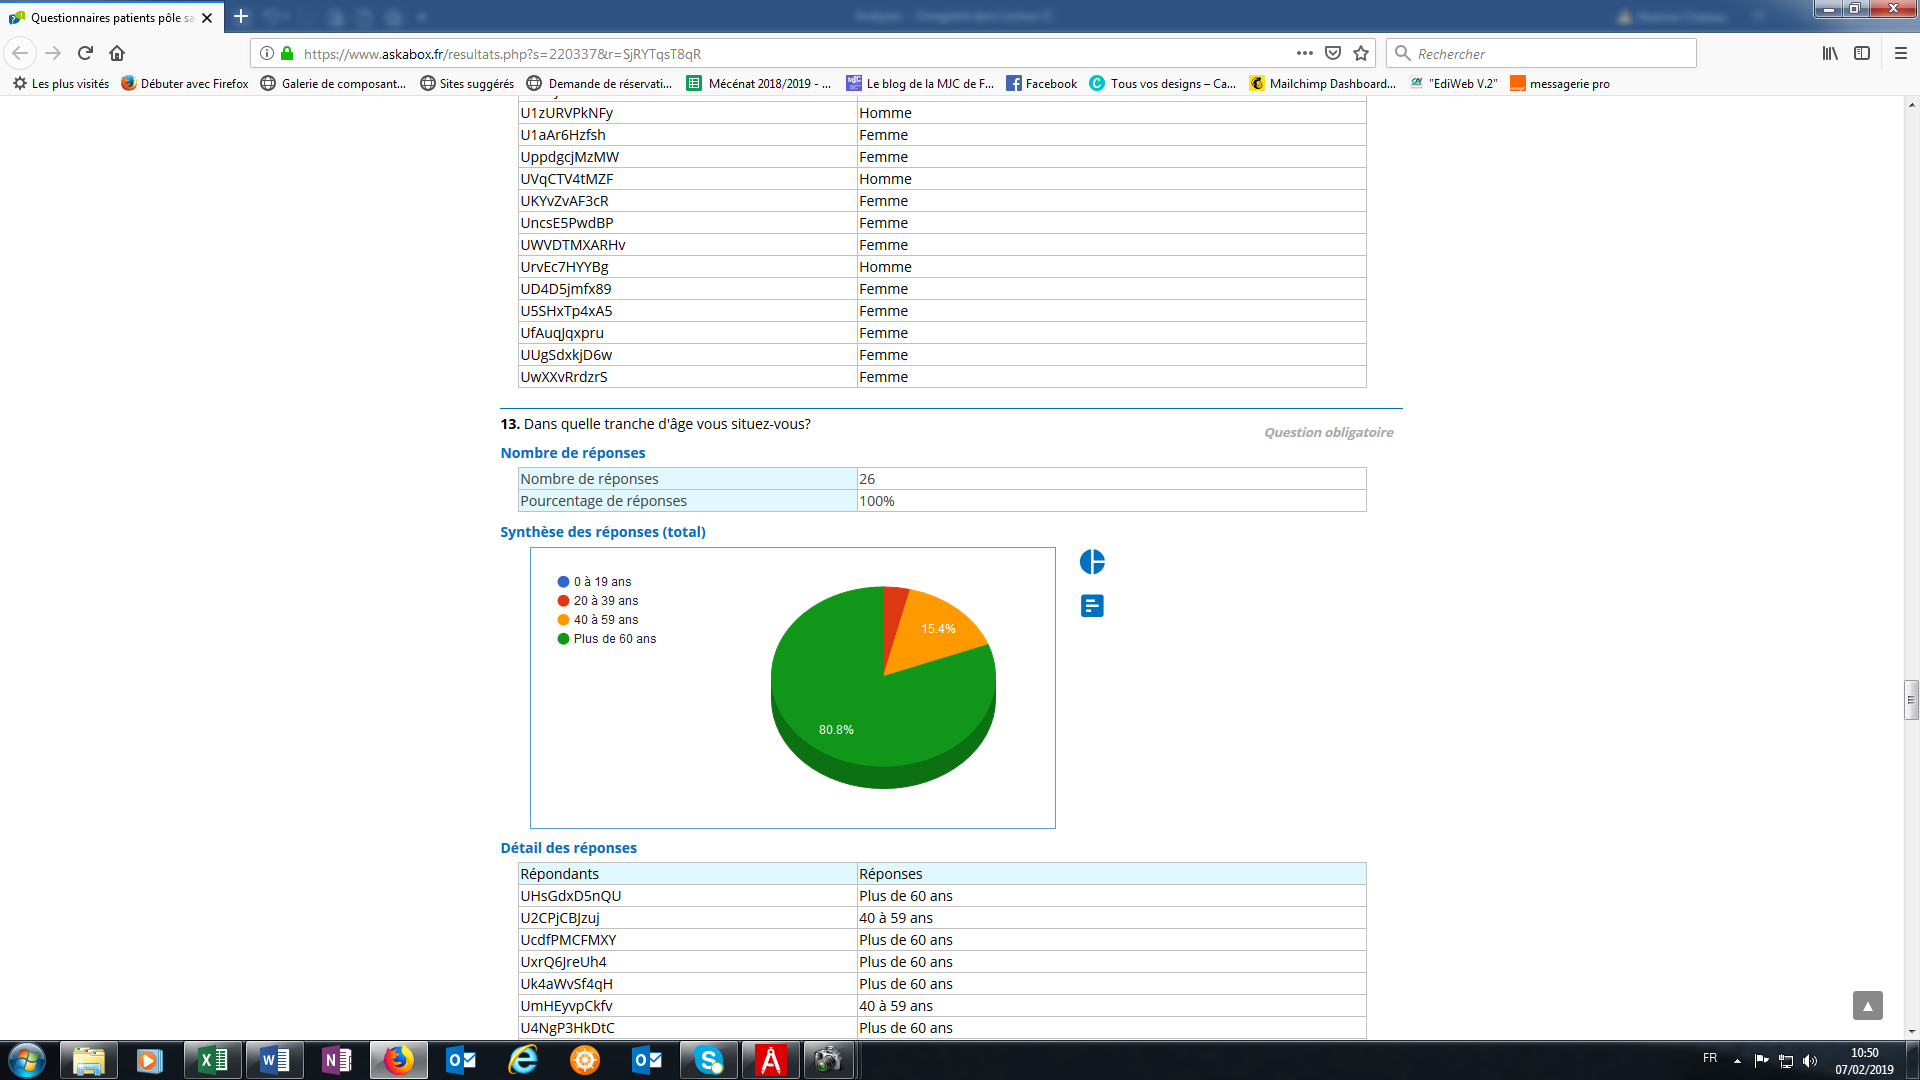 Questionnaires patients pôle sa
https://www.askabox.fr/resultats.php?s=220337&r=SjRYTqsT8qR
Rechercher
Les plus visités Débuter avec Firefox Galerie de composant... Sites suggérés Demande de réservati... Mécénat 2018/2019 - ... Le blog de la MJC de F... Facebook Tous vos designs – Ca... Mailchimp Dashboard... "EdiWeb V.2" messagerie pro
U1zURVPkNFy Homme
U1aAr6Hzfsh Femme
UppdgcjMzMW Femme
UVqCTV4tMZF Homme
UKYvZvAF3cR Femme
UncsE5PwdBP Femme
UWVDTMXARHv Femme
UrvEc7HYYBg Homme
UD4D5jmfx89 Femme
U5SHxTp4xA5 Femme
UfAuqJqxpru Femme
UUgSdxkjD6w Femme
UwXXvRrdzrS Femme
13. Dans quelle tranche d'âge vous situez-vous?
Question obligatoire
Nombre de réponses
Nombre de réponses 26
Pourcentage de réponses 100%
Synthèse des réponses (total)
0 à 19 ans
20 à 39 ans
40 à 59 ans
Plus de 60 ans
15.4%
80.8%
Détail des réponses
Répondants Réponses
UHsGdxD5nQU Plus de 60 ans
U2CPjCBJzuj 40 à 59 ans
UcdfPMCFMXY Plus de 60 ans
UxrQ6JreUh4 Plus de 60 ans
Uk4aWvSf4qH Plus de 60 ans
UmHEyvpCkfv 40 à 59 ans
U4NgP3HkDtC Plus de 60 ans
FR
10:50
07/02/2019